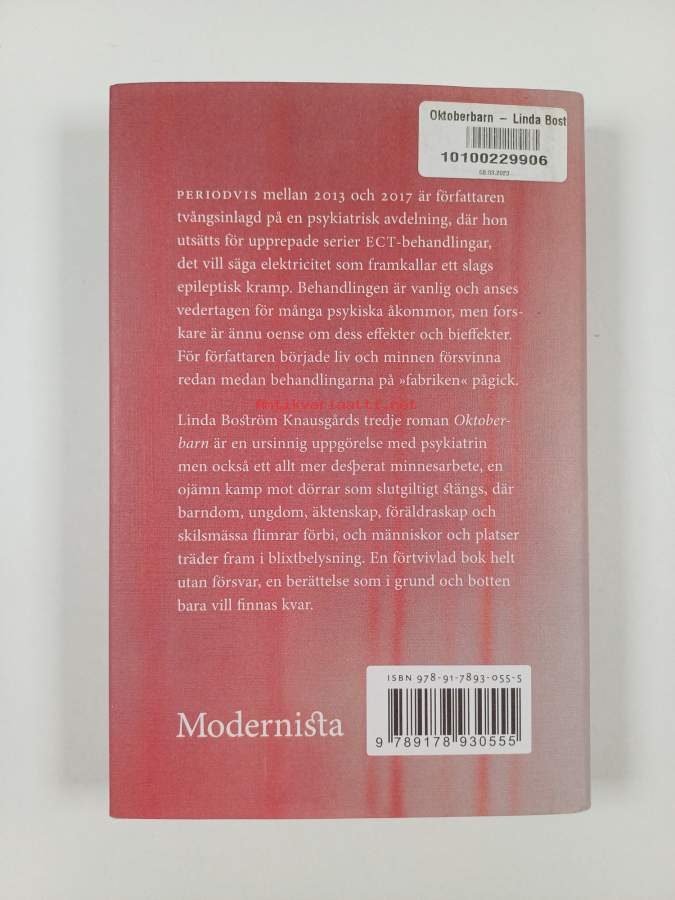 Oktoberbarn – Linda Bost
10100229906
08.03.2023
PERIODVIS mellan 2013 och 2017 är författaren
tvångsinlagd på en psykiatrisk avdelning, där hon
utsätts för upprepade serier ECT-behandlingar,
det vill säga elektricitet som framkallar ett slags
epileptisk kramp. Behandlingen är vanlig och anses
vedertagen för många psykiska åkommor, men fors-
kare är ännu oense om dess effekter och bieffekter.
För författaren började liv och minnen försvinna
redan medan behandlingarna på »fabriken« pågick.
Antikvariaatti.net
Linda Boström Knausgårds tredje roman Oktober-
barn är en ursinnig uppgörelse med psykiatrin
men också ett allt mer desperat minnesarbete, en
ojämn kamp mot dörrar som slutgiltigt stängs, där
barndom, ungdom, äktenskap, föräldraskap och
skilsmässa flimrar förbi, och människor och platser
träder fram i blixtbelysning. En förtvivlad bok helt
utan försvar, en berättelse som i grund och botten
bara vill finnas kvar.
ISBN 978-91-7893-055-5
Modernista
9 789178 930555